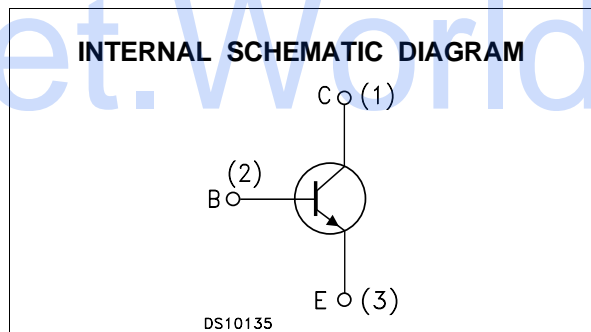 et.World
INTERNAL SCHEMATIC DIAGRAM
C (1)
(2)
B
E (3)
DS10135